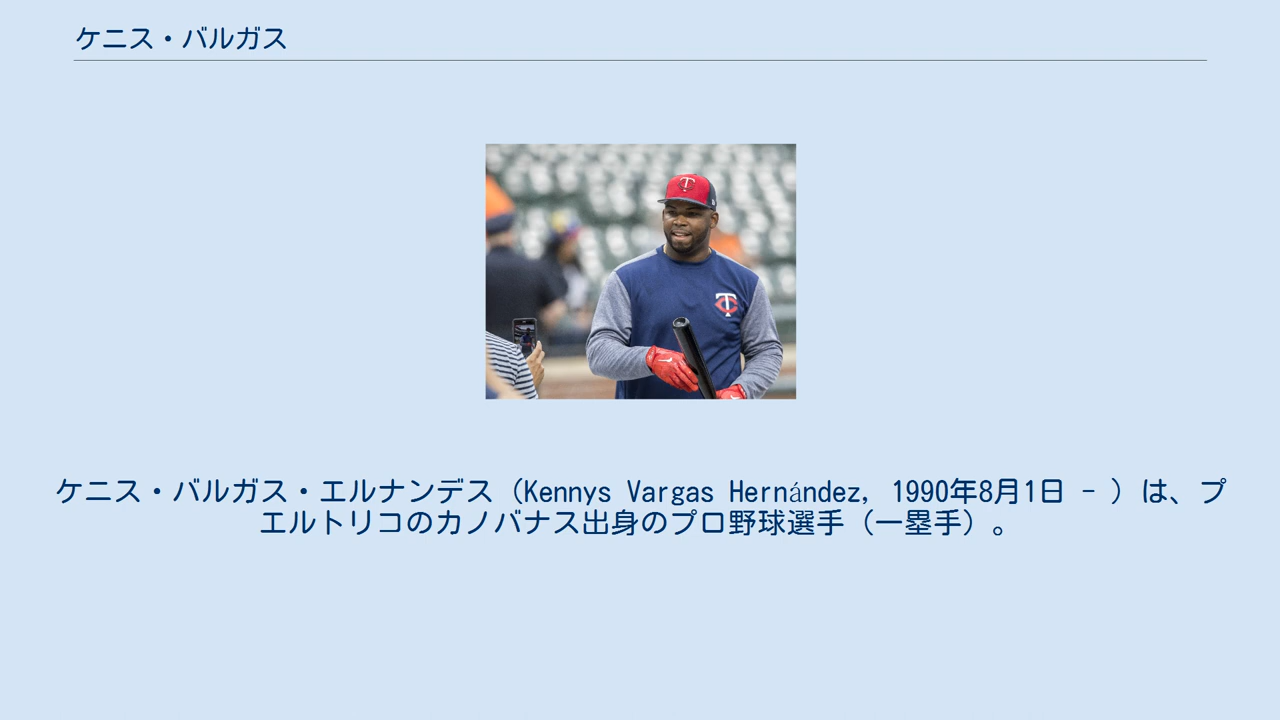 ケニス・バルガス
ケニス・バルガス・エルナンデス（Kennys Vargas Hernández, 1990年8月1日 - ）は、プ
エルトリコのカノバナス出身のプロ野球選手（一塁手）。